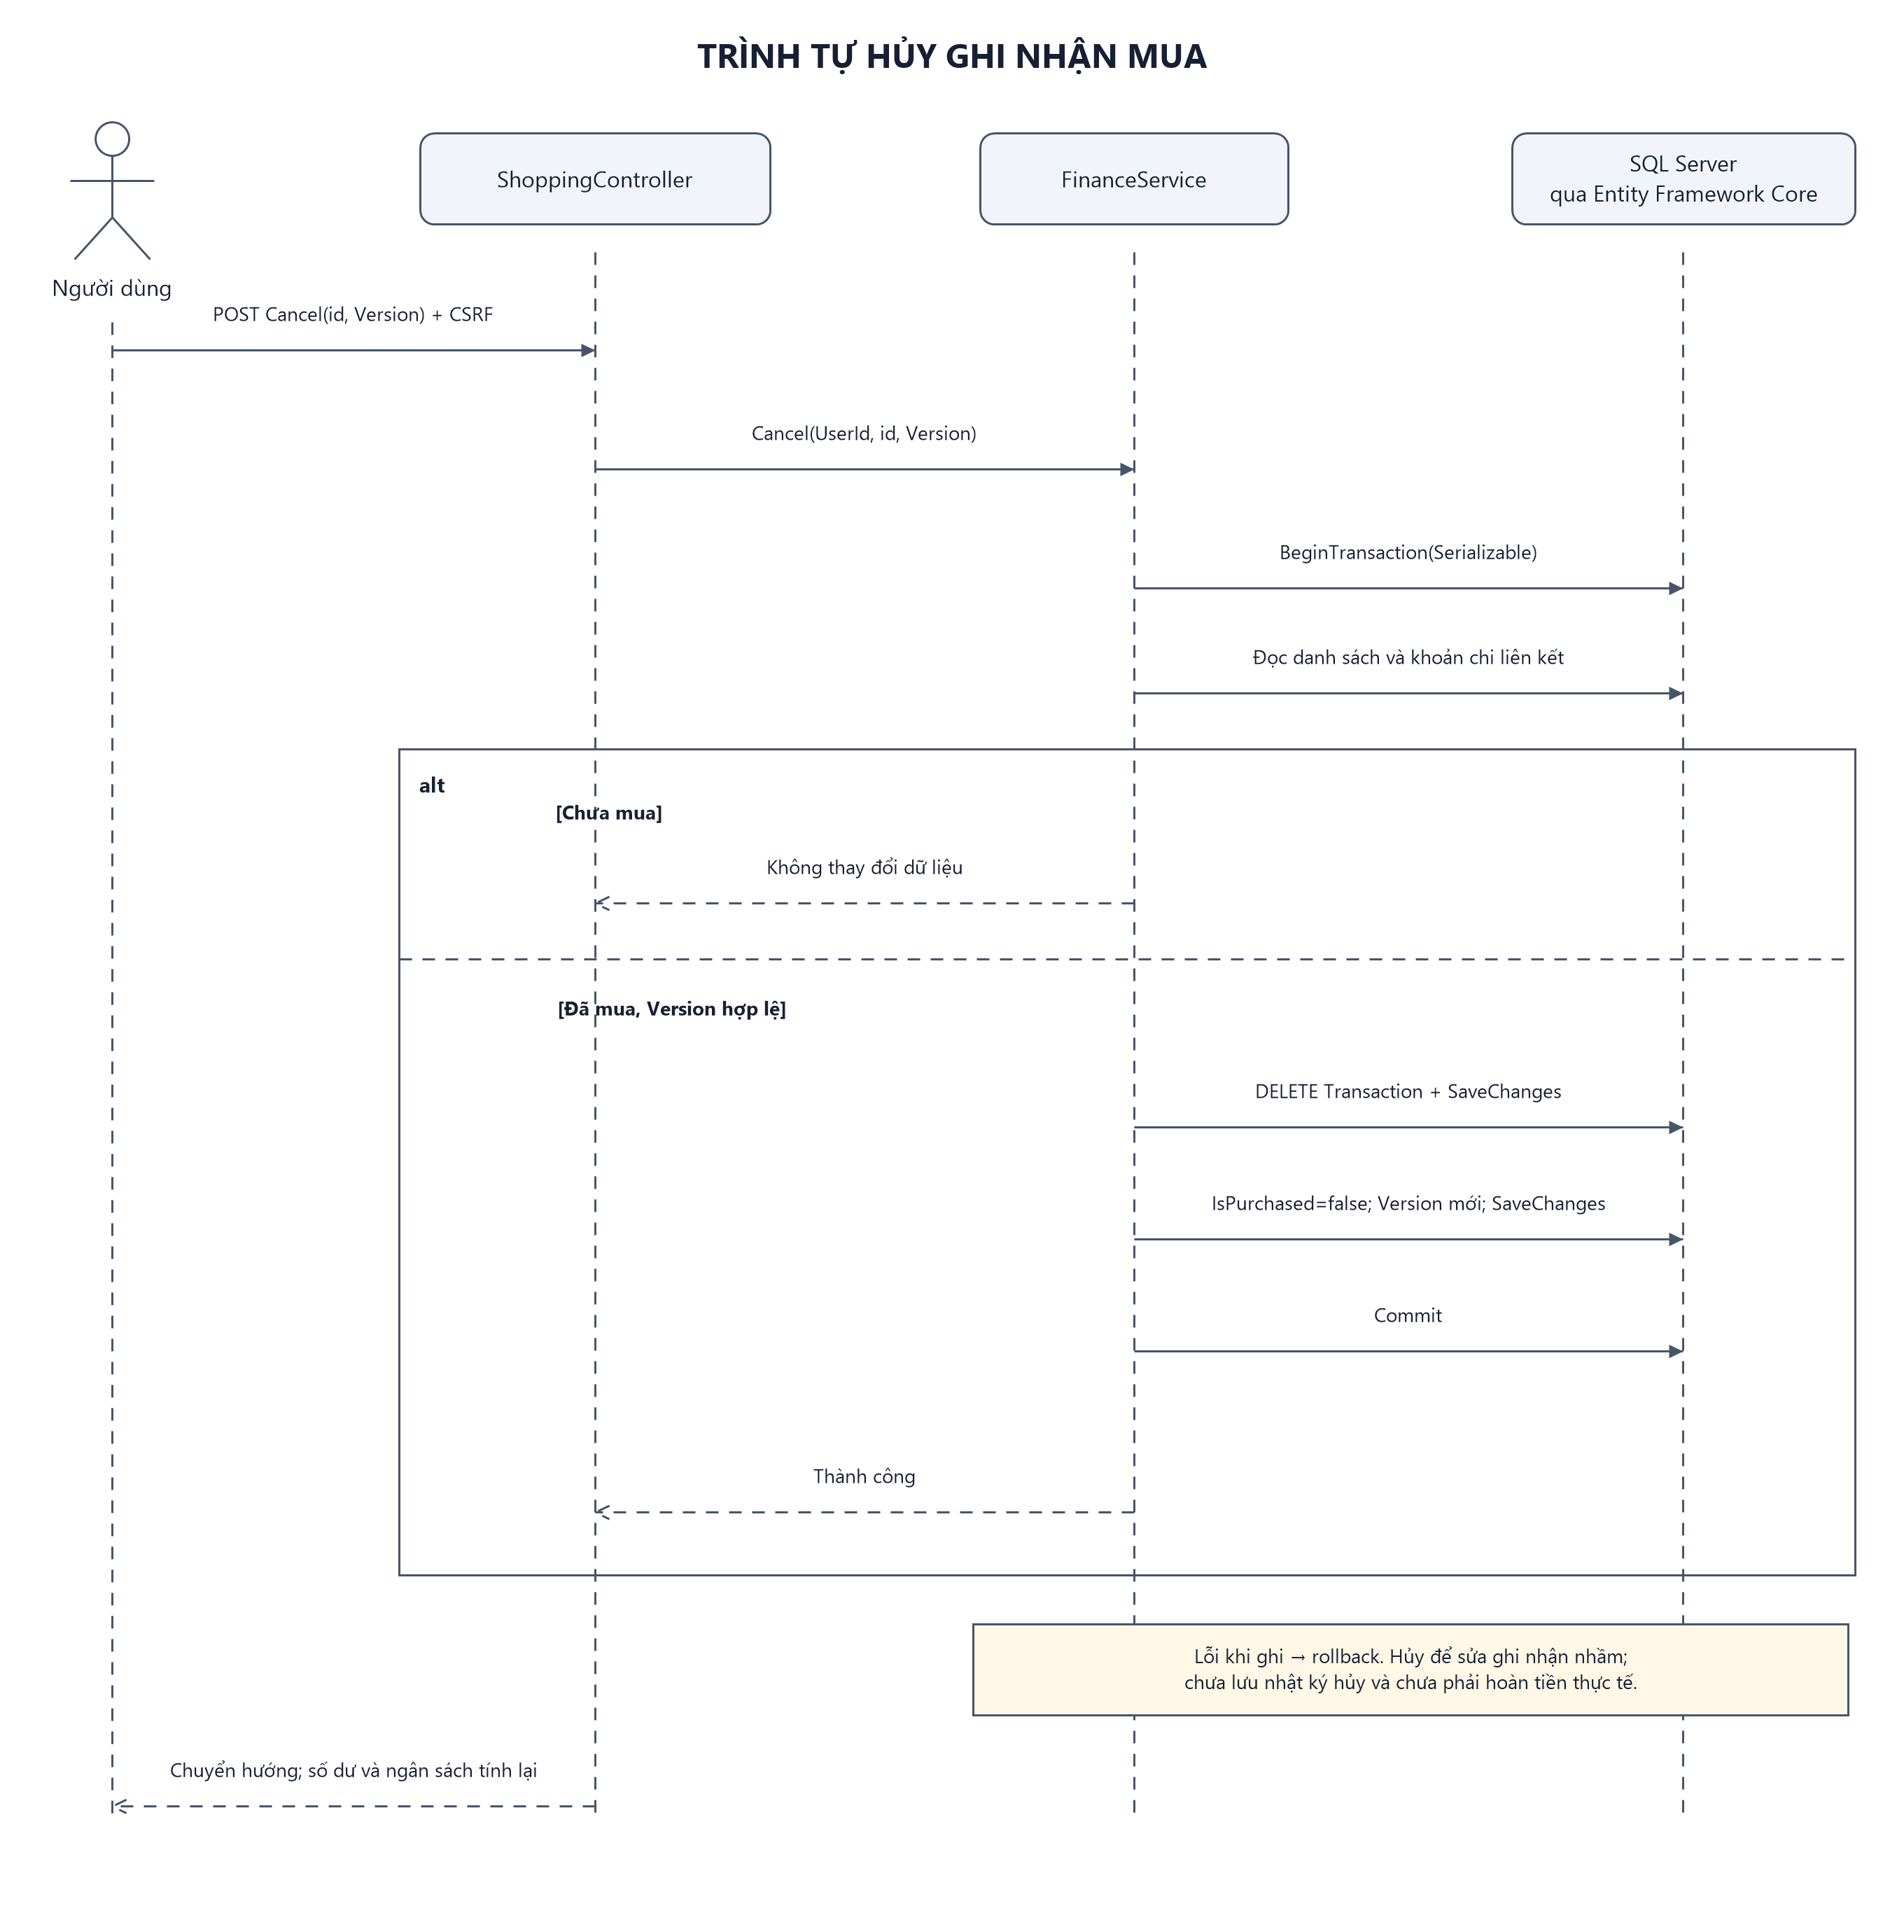 TRÌNH TỰ HỦY GHI NHẬN MUA
ShoppingController
FinanceService
SQL Server
qua Entity Framework Core
Người dùng
POST Cancel(id, Version) + CSRF
Cancel(UserId, id, Version)
BeginTransaction(Serializable)
Đọc danh sách và khoản chi liên kết
alt
[Chưa mua]
Không thay đổi dữ liệu
[Đã mua, Version hợp lệ]
DELETE Transaction + SaveChanges
IsPurchased=false; Version mới; SaveChanges
Commit
Thành công
Lỗi khi ghi → rollback. Hủy để sửa ghi nhận nhầm;
chưa lưu nhật ký hủy và chưa phải hoàn tiền thực tế.
Chuyển hướng; số dư và ngân sách tính lại